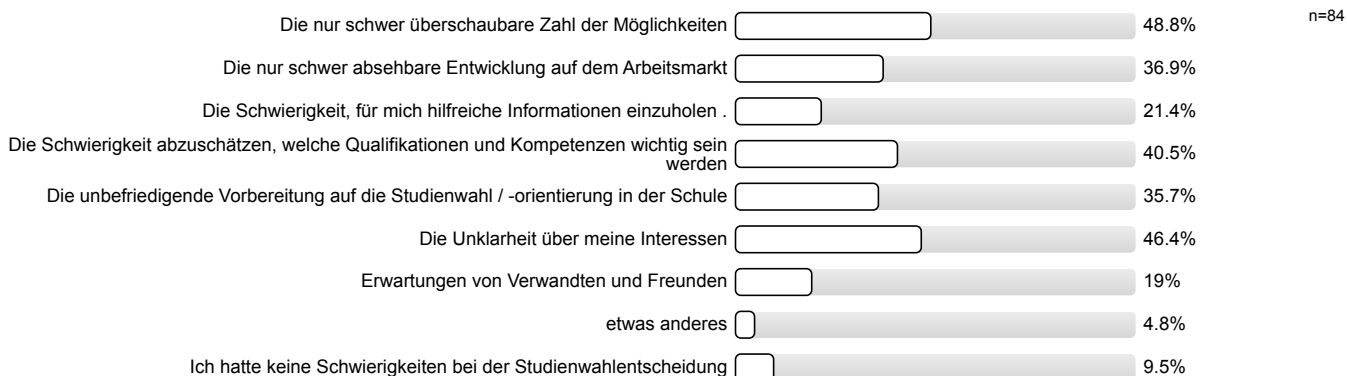 Die nur schwer überschaubare Zahl der Möglichkeiten 48.8% n=84
Die nur schwer absehbare Entwicklung auf dem Arbeitsmarkt 36.9%
Die Schwierigkeit, für mich hilfreiche Informationen einzuholen . 21.4%
Die Schwierigkeit abzuschätzen, welche Qualifikationen und Kompetenzen wichtig sein
werden 40.5%
Die unbefriedigende Vorbereitung auf die Studienwahl / -orientierung in der Schule 35.7%
Die Unklarheit über meine Interessen 46.4%
Erwartungen von Verwandten und Freunden 19%
etwas anderes 4.8%
Ich hatte keine Schwierigkeiten bei der Studienwahlentscheidung 9.5%